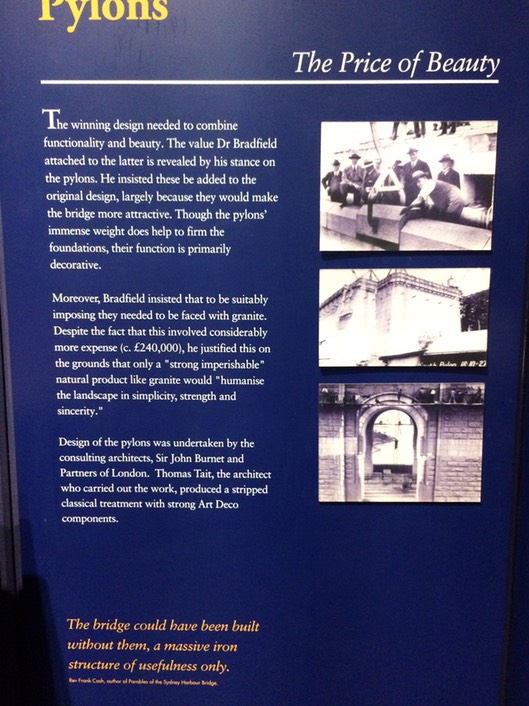 Pylons
The Price of Beauty
The winning design needed to combine
functionality and beauty. The value Dr Bradfield
attached to the latter is revealed by his stance on
the pylons. He insisted these be added to the
original design, largely because they would make
the bridge more attractive. Though the pylons'
immense weight does help to firm the
foundations, their function is primarily
decorative.
Moreover, Bradfield insisted that to be suitably
imposing they needed to be faced with granite.
Despite the fact that this involved considerably
more expense (c. £240,000), he justified this on
the grounds that only a "strong imperishable"
natural product like granite would "humanise
the landscape in simplicity, strength and
sincerity."
Design of the pylons was undertaken by the
consulting architects, Sir John Burnet and
Partners of London. Thomas Tait, the architect
who carried out the work, produced a stripped
classical treatment with strong Art Deco
components.
The bridge could have been built
without them, a massive iron
structure of usefulness only.
Rev Frank Cash, author of Parables of the Sydney Harbour Bridge.
Pylon